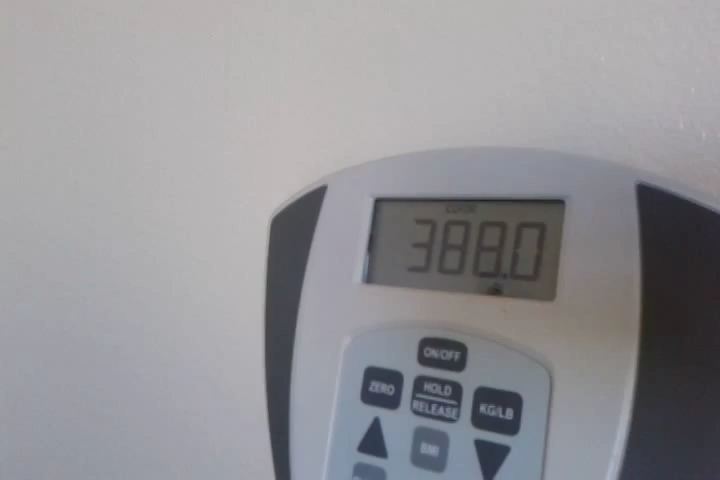 388.0
ON/OFF
ZERO
HOLD
RELEASE
KG/LB
BMI